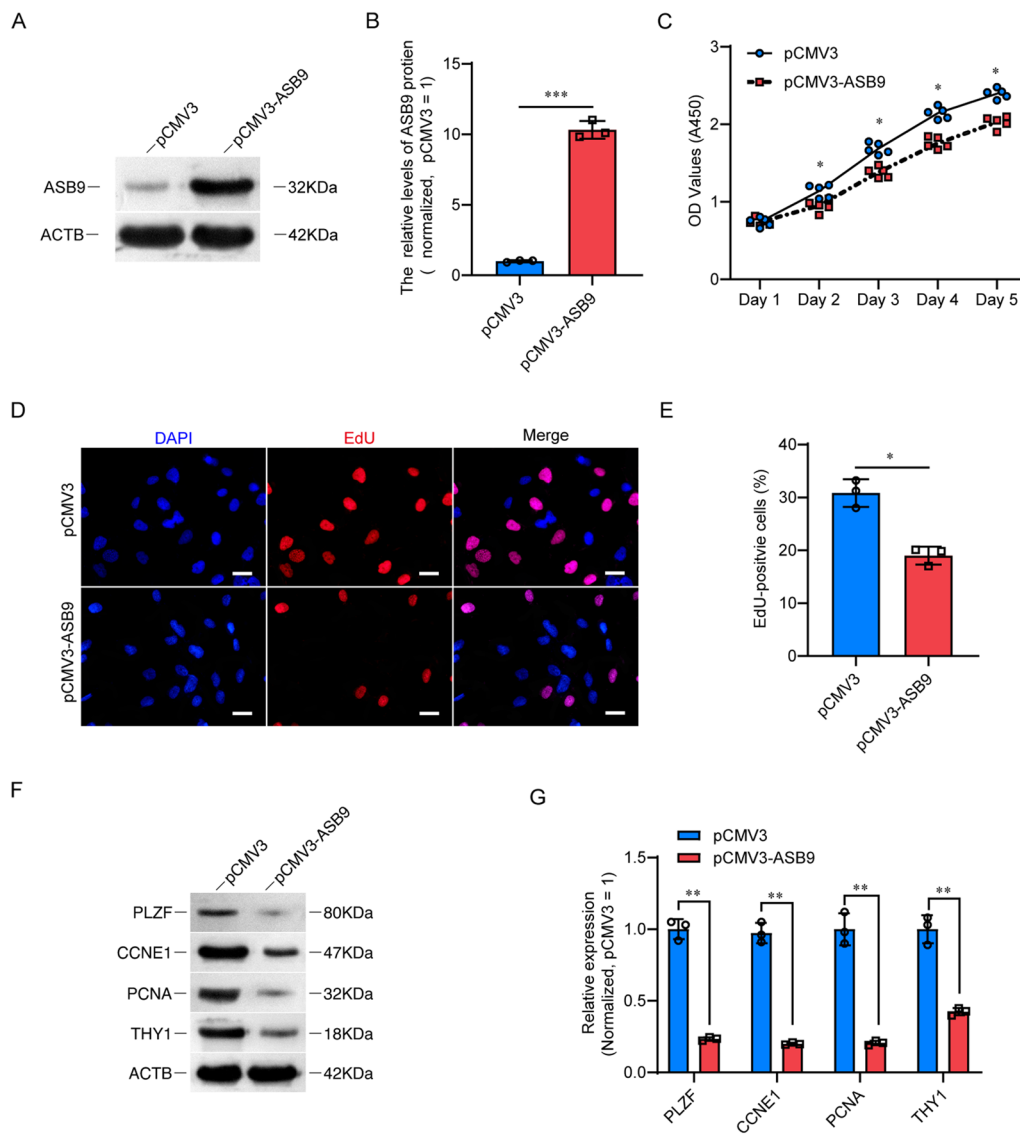 A
pCMV3
pCMV3-ASB9
ASB9
32KDa
ACTB
42KDa
B
The relative levels of ASB9 protien
( normalized, pCMV3 = 1)
15
10
5
0
***
pCMV3
pCMV3-ASB9
C
pCMV3
pCMV3-ASB9
OD Values (A450)
3
2
1
0
*
*
*
*
Day 1
Day 2
Day 3
Day 4
Day 5
D
DAPI
EdU
Merge
pCMV3
pCMV3-ASB9
E
EdU-positvie cells (%)
40
30
20
10
0
*
pCMV3
pCMV3-ASB9
F
pCMV3
pCMV3-ASB9
PLZF
80KDa
CCNE1
47KDa
PCNA
32KDa
THY1
18KDa
ACTB
42KDa
G
pCMV3
pCMV3-ASB9
Relative expression
(Normalized, pCMV3 = 1)
1.5
1.0
0.5
0.0
**
**
**
**
PLZF
CCNE1
PCNA
THY1